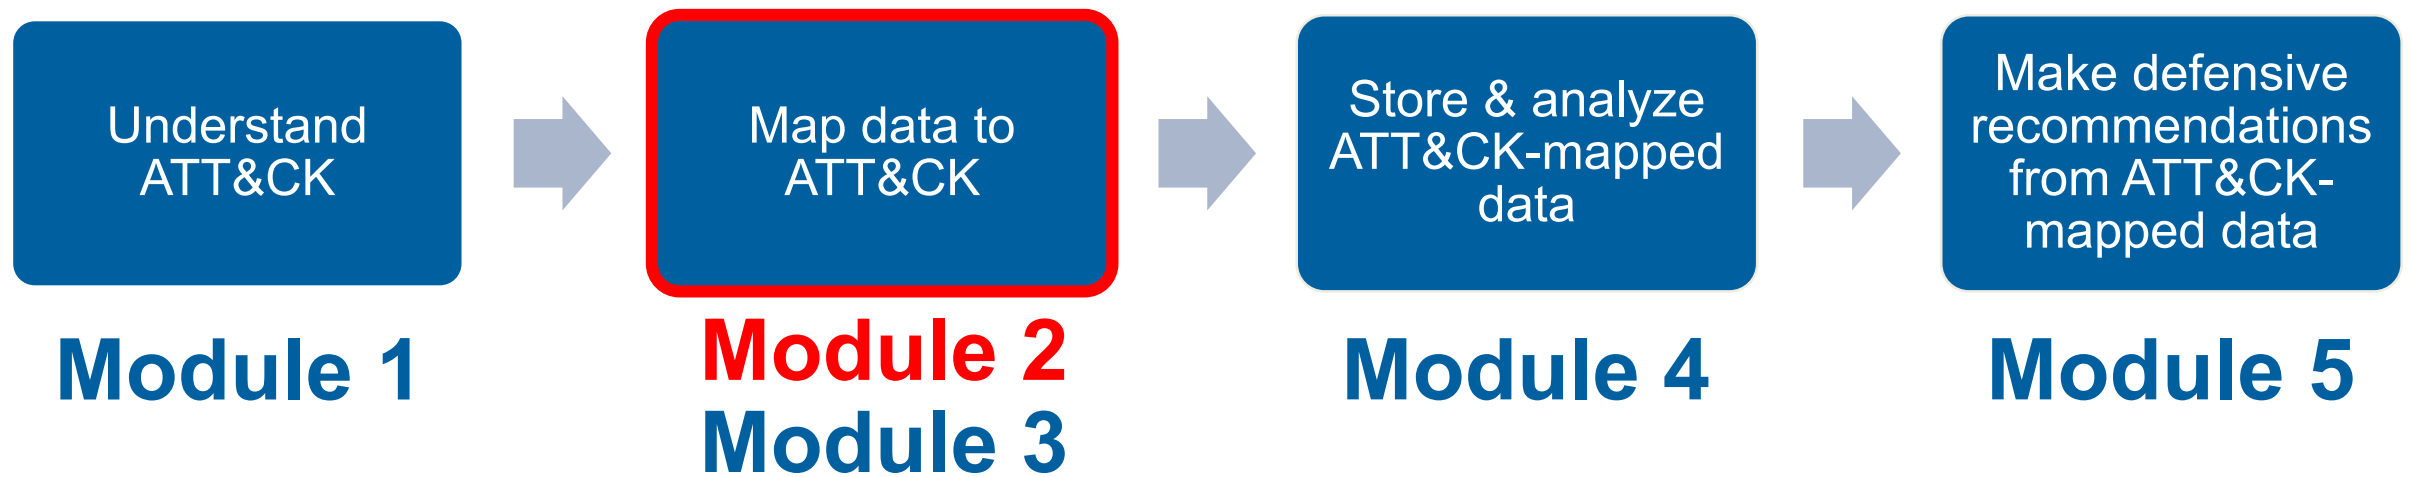 Understand
ATT&CK
Module 1
Map data to
ATT&CK
Module 2
Module 3
Store & analyze
ATT&CK-mapped
data
Module 4
Make defensive
recommendations
from ATT&CK-
mapped data
Module 5